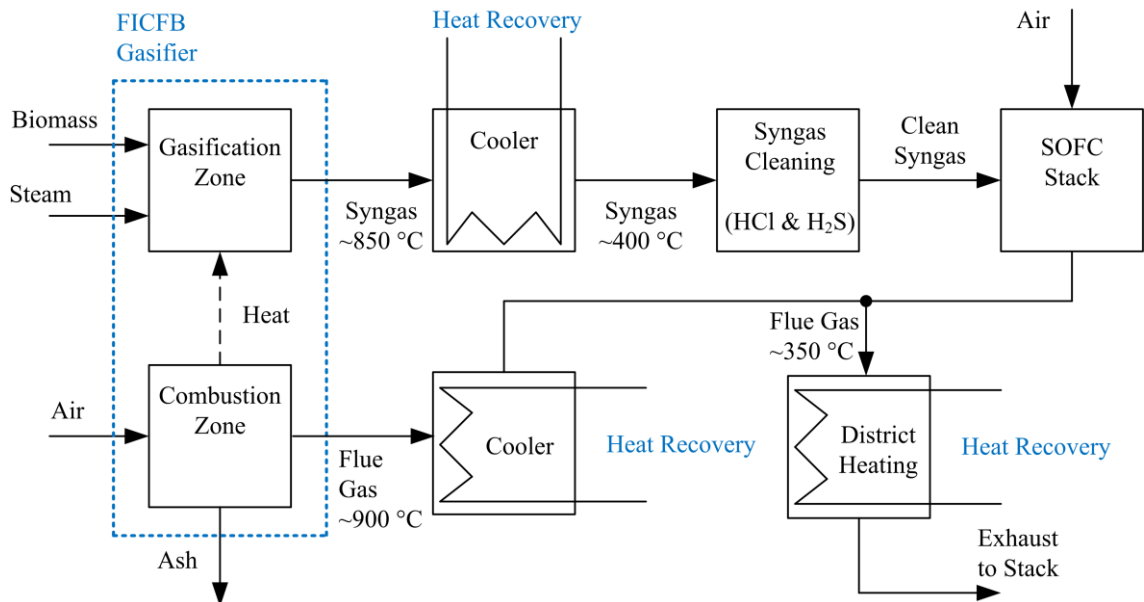 FICFB
Gasifier
Heat Recovery
Air
Biomass
Steam
Gasification
Zone
Cooler
Syngas
~850 °C
Syngas
~400 °C
Syngas
Cleaning
(HCl & H₂S)
Clean
Syngas
SOFC
Stack
Heat
Flue Gas
~350 °C
Air
Combustion
Zone
Flue
Gas
~900 °C
Cooler
Heat Recovery
District
Heating
Heat Recovery
Ash
Exhaust
to Stack